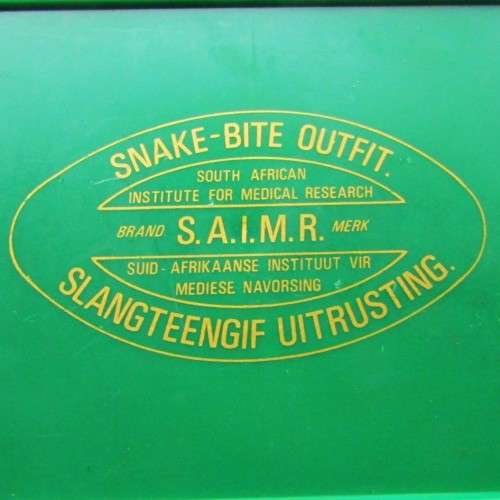 SNAKE-BITE OUTFIT.
SOUTH AFRICAN
INSTITUTE FOR MEDICAL RESEARCH
BRAND S.A.I.M.R. MERK
SUID-AFRIKAANSE INSTITUUT VIR
MEDIESE NAVORSING
SLANGTEENGIF UITRUSTING.